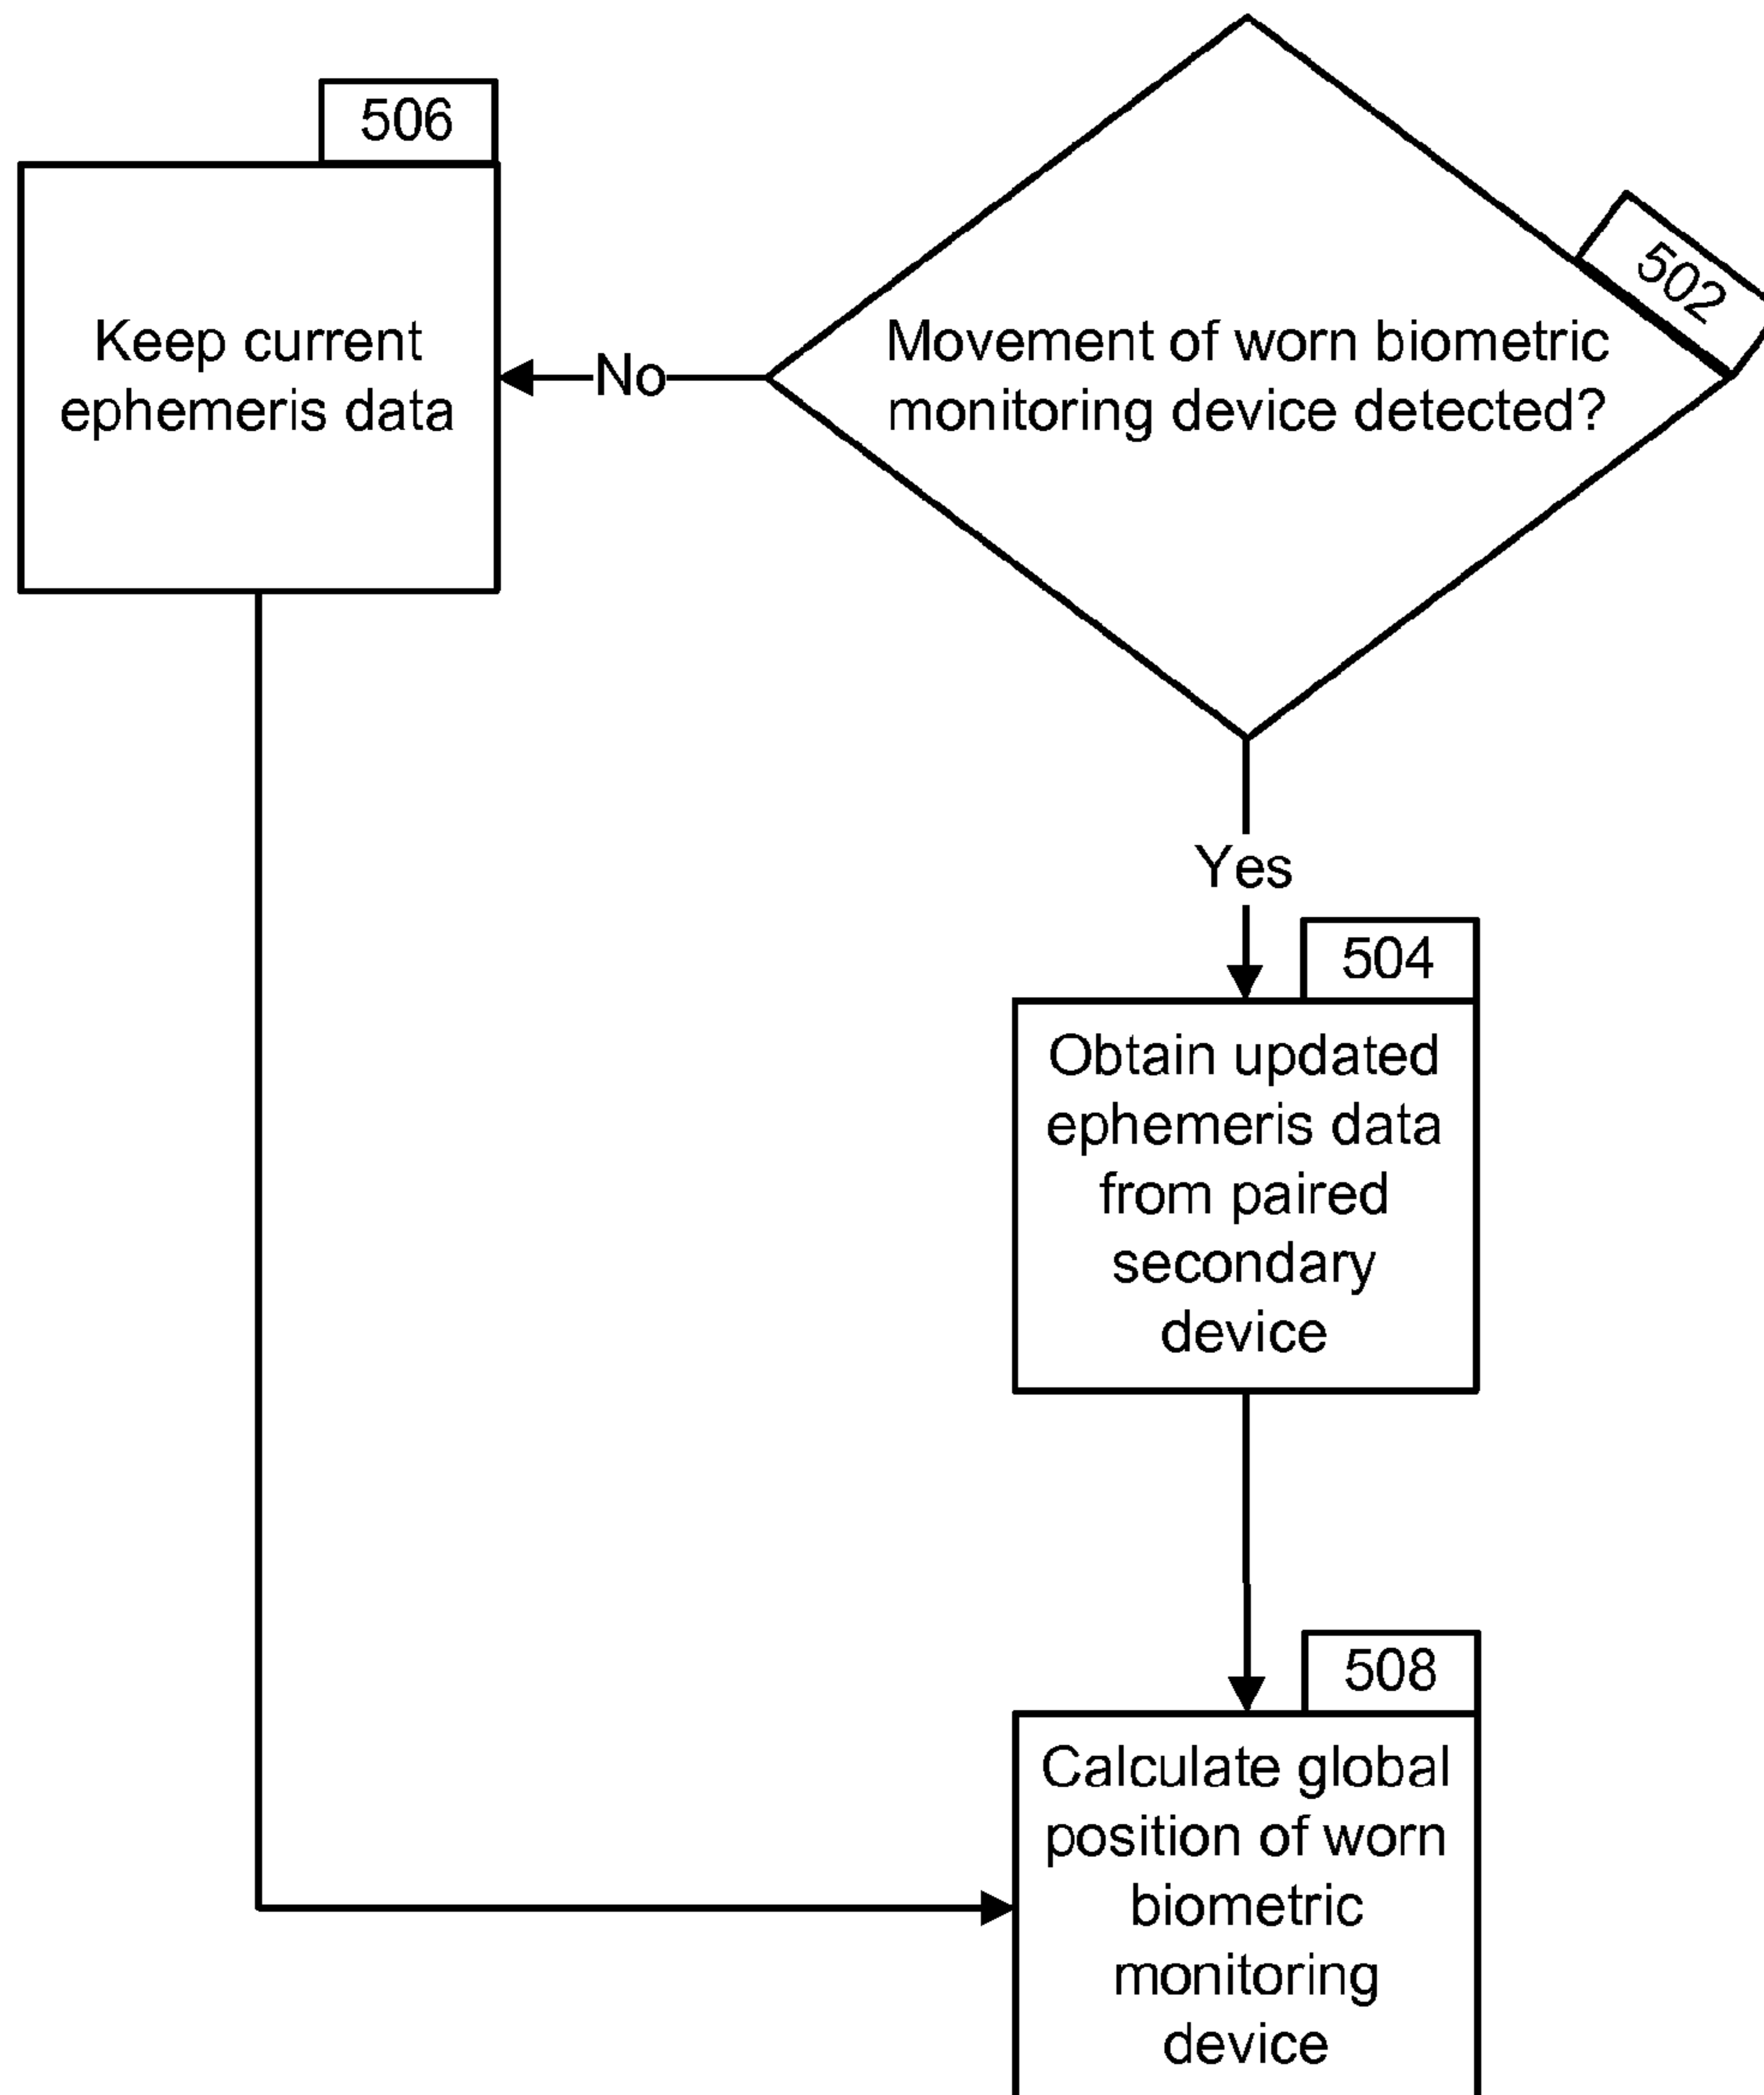 506
Keep current
ephemeris data
No
502
Movement of worn biometric
monitoring device detected?
Yes
504
Obtain updated
ephemeris data
from paired
secondary
device
508
Calculate global
position of worn
biometric
monitoring
device